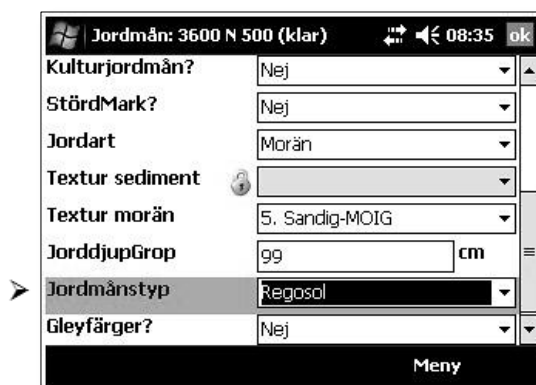 Jordmån: 3600 N 500 (klar) 08:35 ok
Kulturjordmån? Nej
StördMark? Nej
Jordart Morän
Textur sediment
Textur morän 5. Sandig-MOIG
JorddjupGrop 99 cm
Jordmånstyp Regosol
Gleyfärger? Nej
Meny